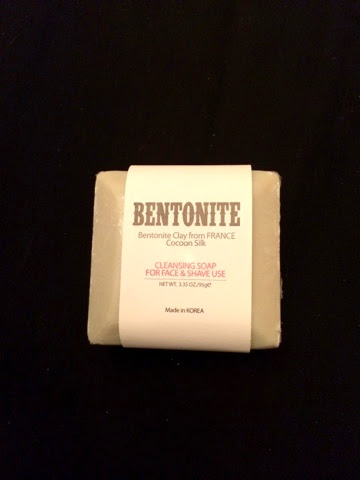 BENTONITE
Bentonite Clay from FRANCE
Cocoon Silk
CLEANSING SOAP
FOR FACE & SHAVE USE
NET WT. 3.35 OZ./95g℮
Made in KOREA